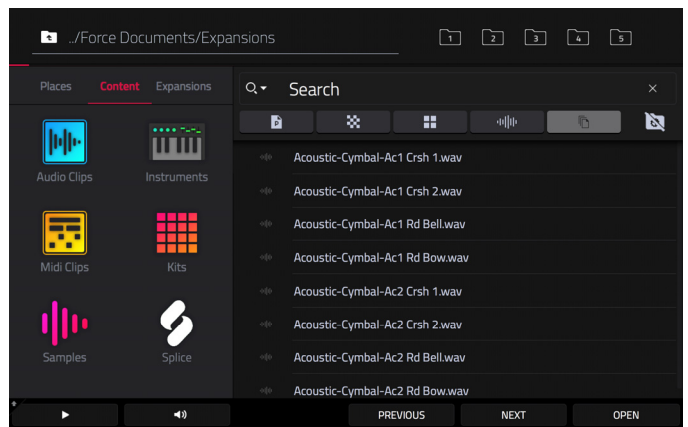 ../Force Documents/Expansions
1 2 3 4 5
Places Content Expansions
Search
P
Audio Clips Instruments
Midi Clips Kits
Samples Splice
Acoustic-Cymbal-Ac1 Crsh 1.wav
Acoustic-Cymbal-Ac1 Crsh 2.wav
Acoustic-Cymbal-Ac1 Rd Bell.wav
Acoustic-Cymbal-Ac1 Rd Bow.wav
Acoustic-Cymbal-Ac2 Crsh 1.wav
Acoustic-Cymbal-Ac2 Crsh 2.wav
Acoustic-Cymbal-Ac2 Rd Bell.wav
Acoustic-Cymbal-Ac2 Rd Bow.wav
PREVIOUS NEXT OPEN